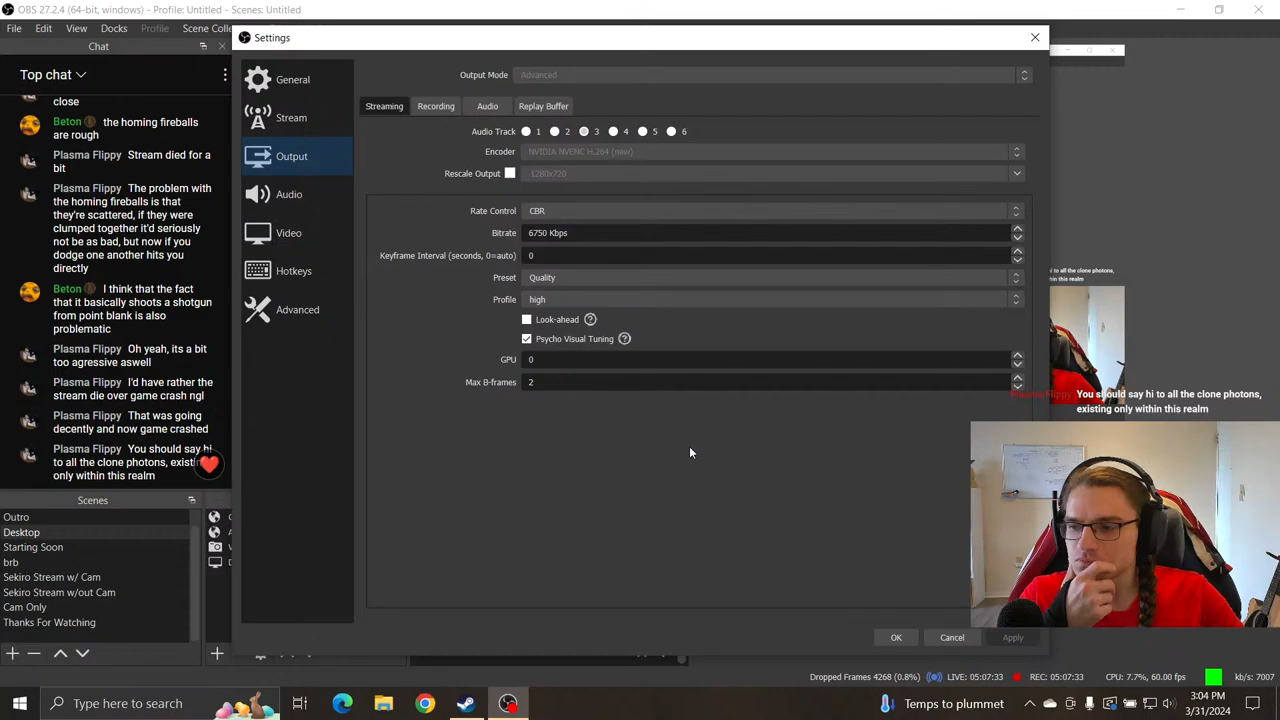 OBS 27.2.4 (64-bit, windows) - Profile: Untitled - Scenes: Untitled
File Edit View Docks Profile Scene Colle
Chat
Top chat
close
Beton the homing fireballs
are rough
Plasma Flippy Stream died for a
bit
Plasma Flippy The problem with
the homing fireballs is that
they're scattered, if they were
clumped together it'd seriously
not be as bad, but now if you
dodge one another hits you
directly
Beton I think that the fact
that it basically shoots a shotgun
from point blank is also
problematic
Plasma Flippy Oh yeah, its a bit
too agressive aswell
Plasma Flippy I'd have rather the
stream die over game crash ngl
Plasma Flippy That was going
decently and now game crashed
Plasma Flippy You should say hi
to all the clone photons, existing
only within this realm
Scenes
Outro
Desktop
Starting Soon
brb
Sekiro Stream w/ Cam
Sekiro Stream w/out Cam
Cam Only
Thanks For Watching
Settings
General
Stream
Output
Audio
Video
Hotkeys
Advanced
Output Mode Advanced
Streaming Recording Audio Replay Buffer
Audio Track 1 2 3 4 5 6
Encoder NVIDIA NVENC H.264 (new)
Rescale Output 1280x720
Rate Control CBR
Bitrate 6750 Kbps
Keyframe Interval (seconds, 0=auto) 0
Preset Quality
Profile high
Look-ahead ?
Psycho Visual Tuning ?
GPU 0
Max B-frames 2
OK Cancel Apply
hi to all the clone photons,
within this realm
Plasma Flippy You should say hi to all the clone photons,
existing only within this realm
Dropped Frames 4268 (0.8%) LIVE: 05:07:33 REC: 05:07:33 CPU: 7.7%, 60.00 fps kb/s: 7007
Type here to search
Temps to plummet
3:04 PM
3/31/2024